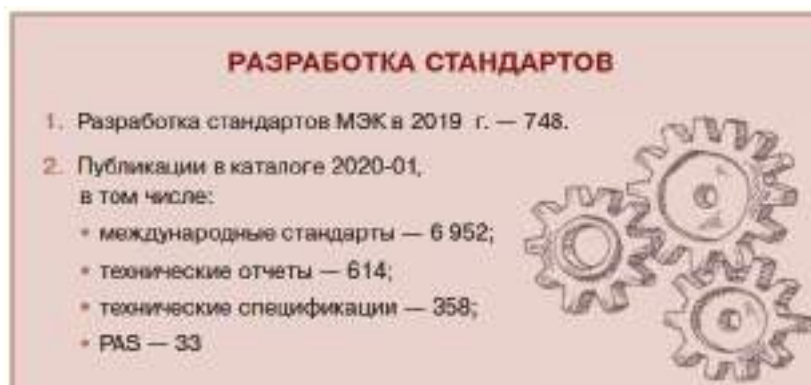 РАЗРАБОТКА СТАНДАРТОВ
1. Разработка стандартов МЭК в 2019 г. — 748.
2. Публикации в каталоге 2020-01,
в том числе:
• международные стандарты — 6 952;
• технические отчеты — 614;
• технические спецификации — 358;
• PAS — 33